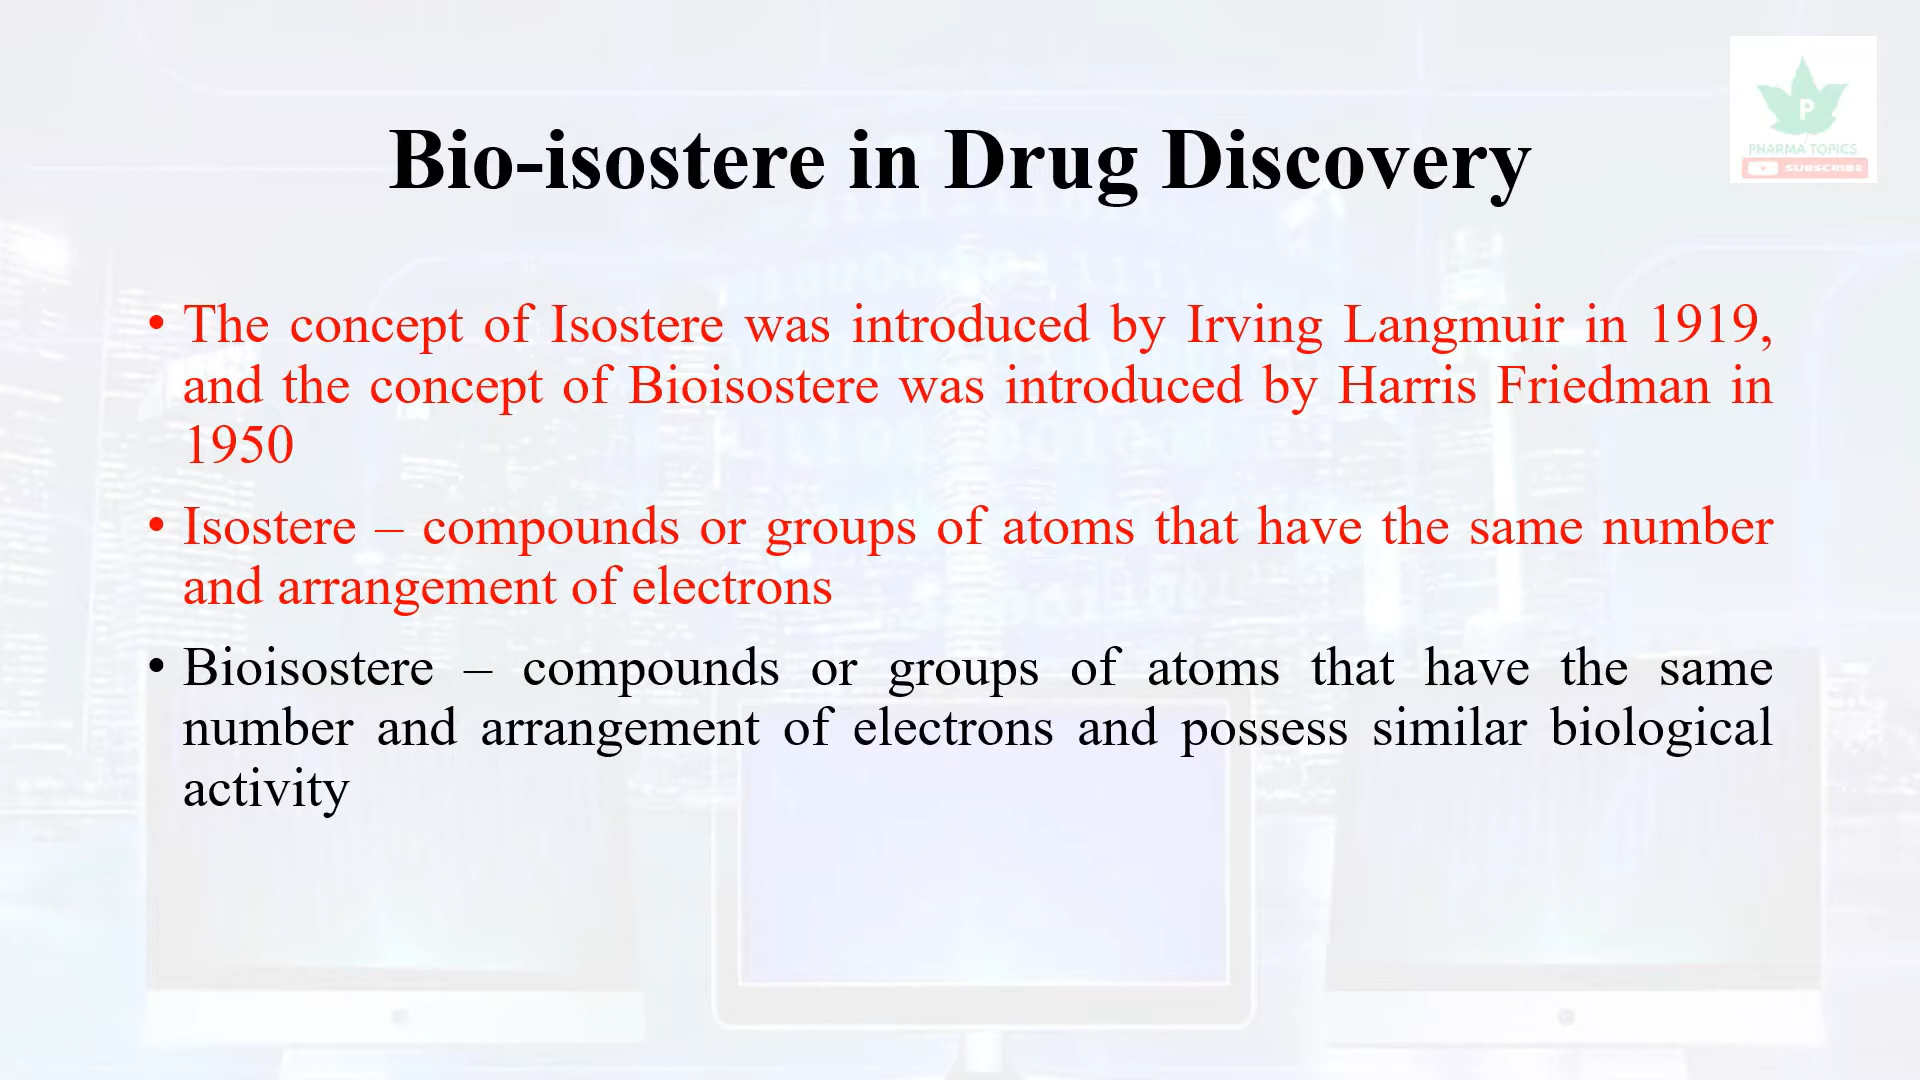 P
PHARMA TOPICS
SUBSCRIBE
Bio-isostere in Drug Discovery
• The concept of Isostere was introduced by Irving Langmuir in 1919,
and the concept of Bioisostere was introduced by Harris Friedman in
1950
• Isostere – compounds or groups of atoms that have the same number
and arrangement of electrons
• Bioisostere – compounds or groups of atoms that have the same
number and arrangement of electrons and possess similar biological
activity